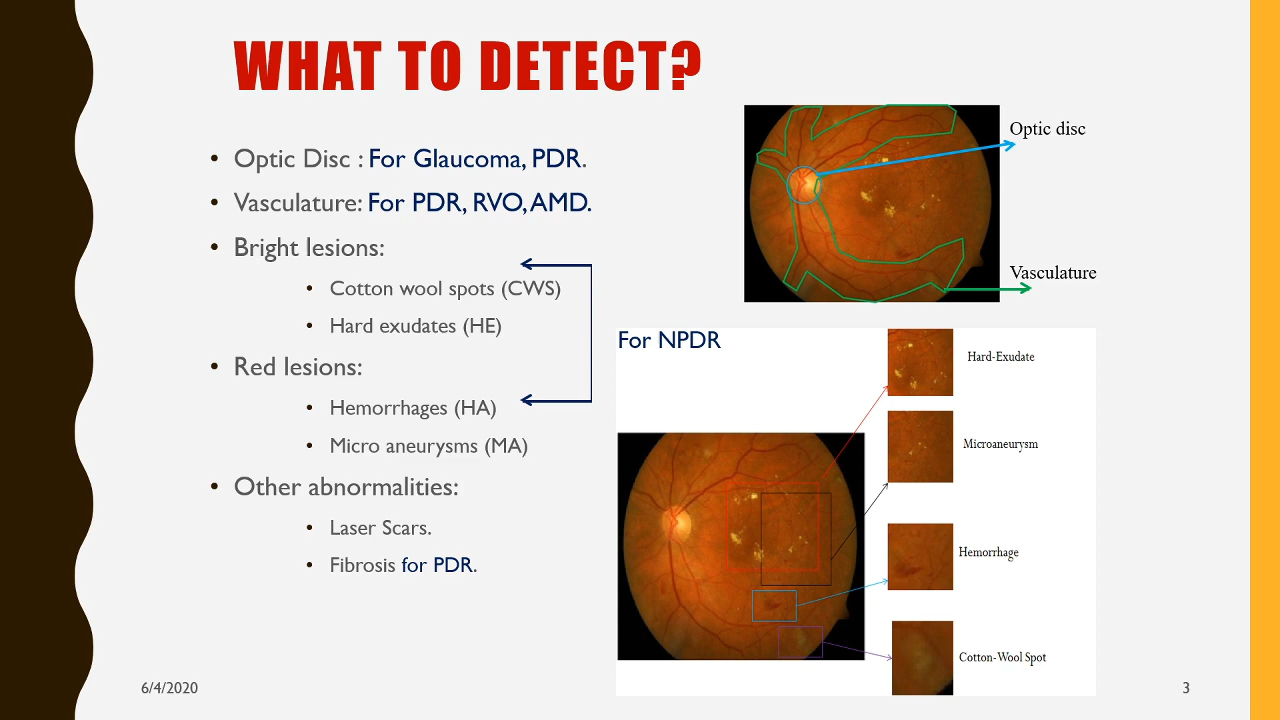 WHAT TO DETECT?
• Optic Disc : For Glaucoma, PDR.
• Vasculature: For PDR, RVO, AMD.
• Bright lesions:
• Cotton wool spots (CWS)
• Hard exudates (HE)
• Red lesions:
• Hemorrhages (HA)
• Micro aneurysms (MA)
• Other abnormalities:
• Laser Scars.
• Fibrosis for PDR.
Optic disc
Vasculature
For NPDR
Hard-Exudate
Microaneurysm
Hemorrhage
Cotton-Wool Spot
6/4/2020
3